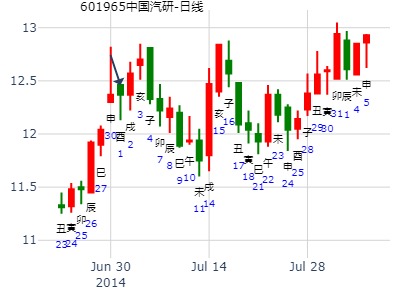 601965中国汽研-日线
13
12.5
12
11.5
11
丑 23
寅 24
卯 25
辰 26
巳 27
申 30
酉 1
戌 2
亥 3
子 4
丑 7
寅 8
辰
巳 9
午 10
未 11
戌 14
亥 15
子 16
丑 17
寅 18
巳 21
午 22
未 23
申 24
酉 25
子 28
丑 29
寅 30
卯 31
辰 1
未 4
申 5
Jun 30
2014
Jul 14
Jul 28